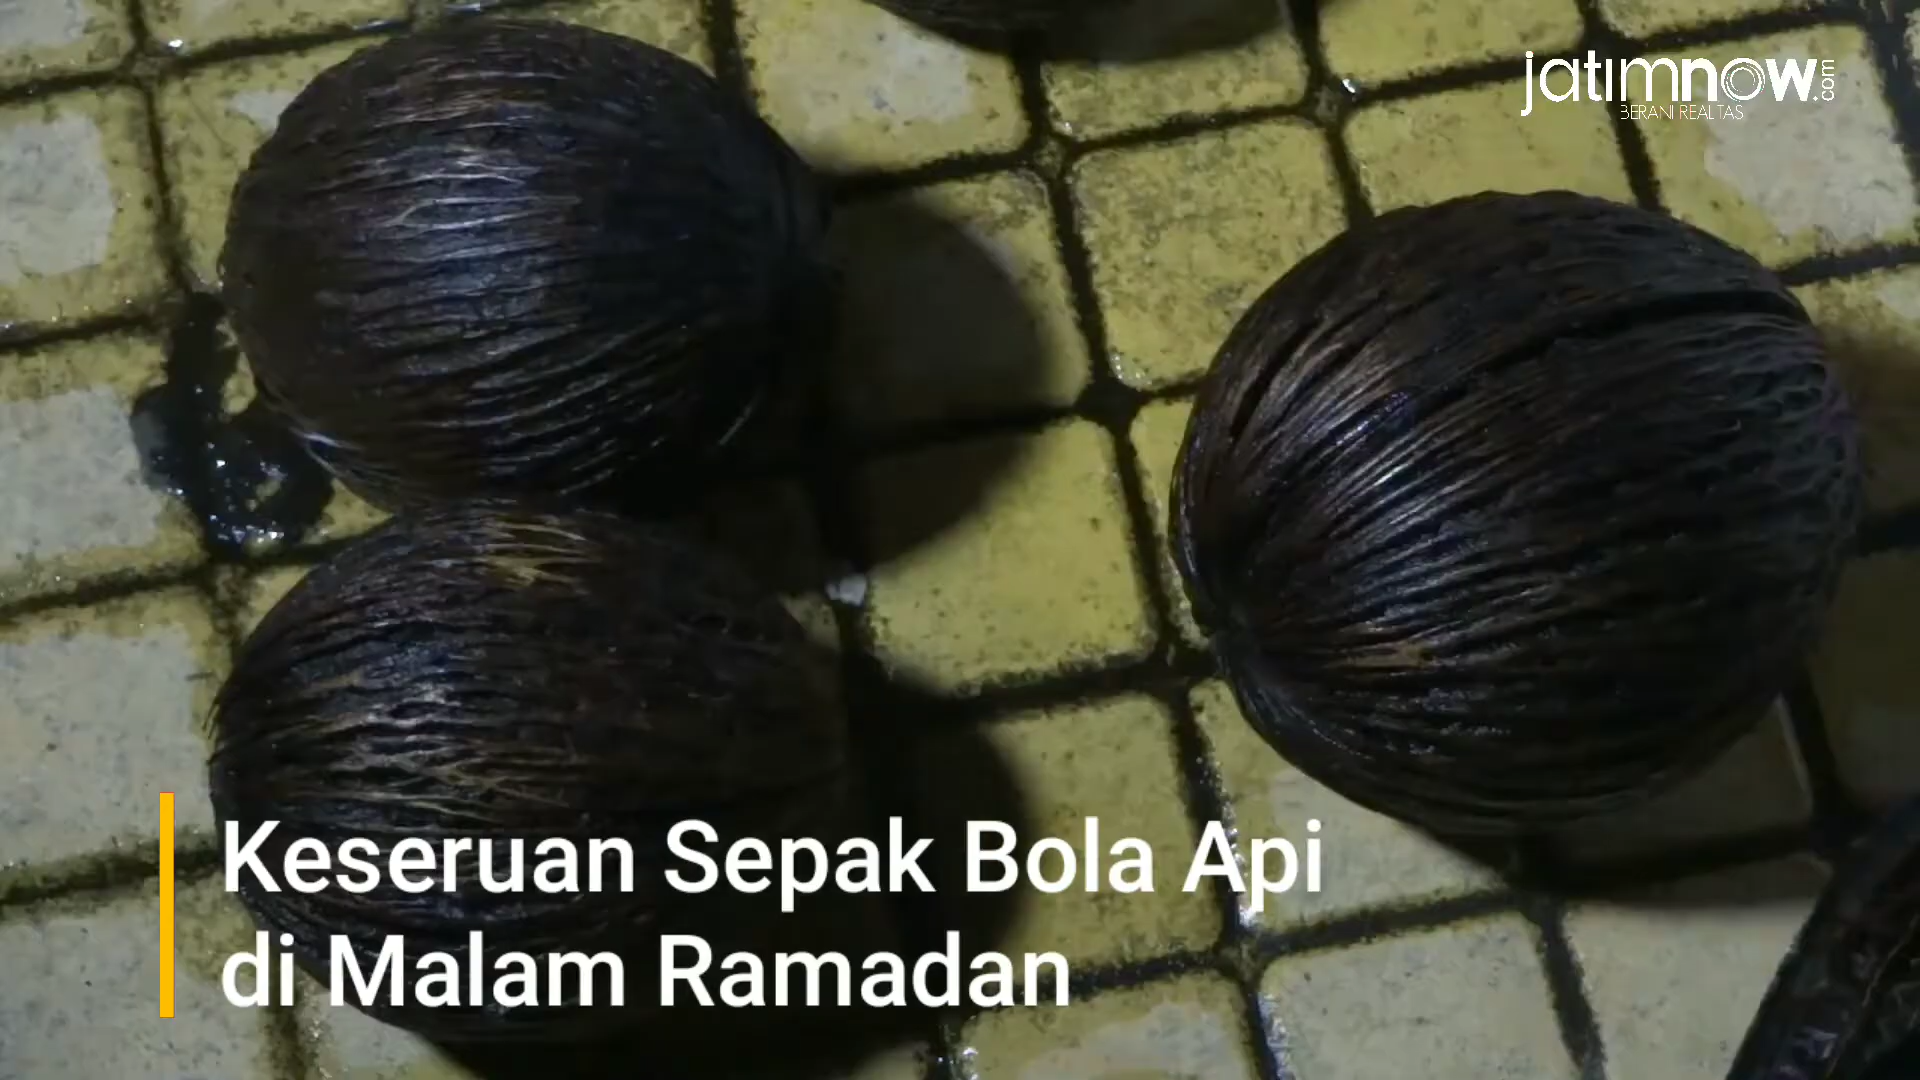 jatimnow.com
BERANI REALITAS
Keseruan Sepak Bola Api
di Malam Ramadan